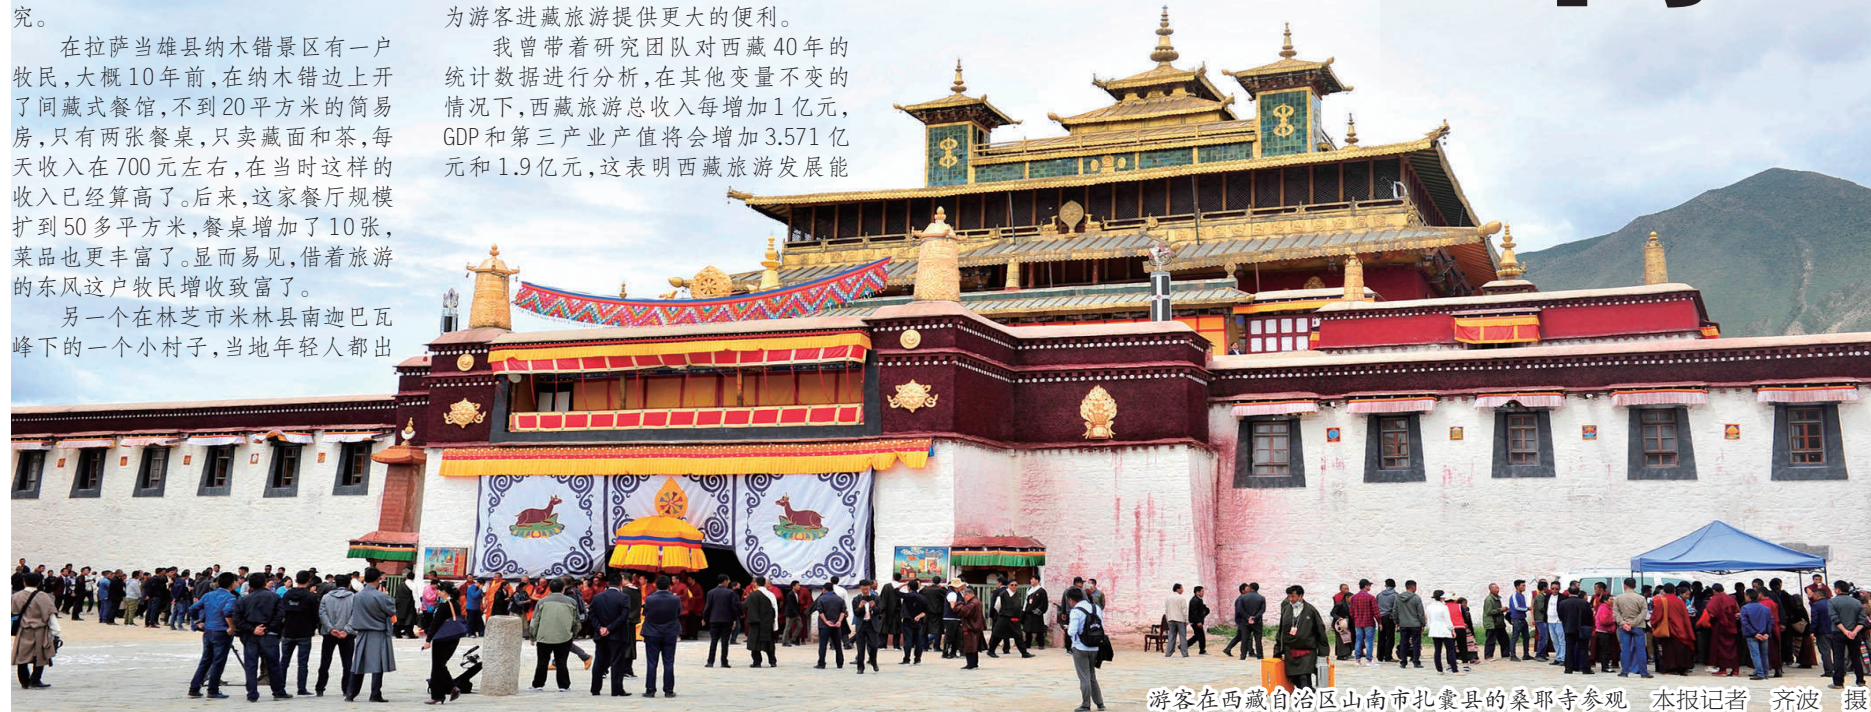 究。
在拉萨当雄县纳木错景区有一户
牧民,大概10年前,在纳木错边上开
了间藏式餐馆,不到20平方米的简易
房,只有两张餐桌,只卖藏面和茶,每
天收入在700元左右,在当时这样的
收入已经算高了。后来,这家餐厅规模
扩到50多平方米,餐桌增加了10张,
菜品也更丰富了。显而易见,借着旅游
的东风这户牧民增收致富了。
另一个在林芝市米林县南迦巴瓦
峰下的一个小村子,当地年轻人都出
为游客进藏旅游提供更大的便利。
我曾带着研究团队对西藏40年的
统计数据进行分析,在其他变量不变的
情况下,西藏旅游总收入每增加1亿元,
GDP和第三产业产值将会增加3.571亿
元和1.9亿元,这表明西藏旅游发展能
游客在西藏自治区山南市扎囊县的桑耶寺参观 本报记者 齐波 摄